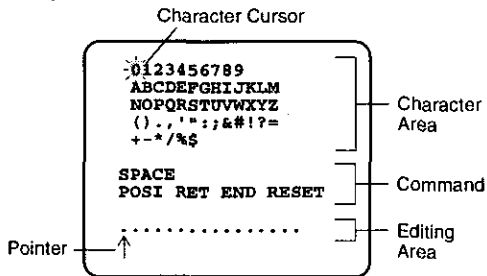 Character Cursor
0123456789
ABCDEFGHIJKLM
NOPQRSTUVWXYZ
().,'":;&#!?=
+-*/%$
Character
Area
SPACE
POSI RET END RESET
Command
................
Editing
Area
Pointer